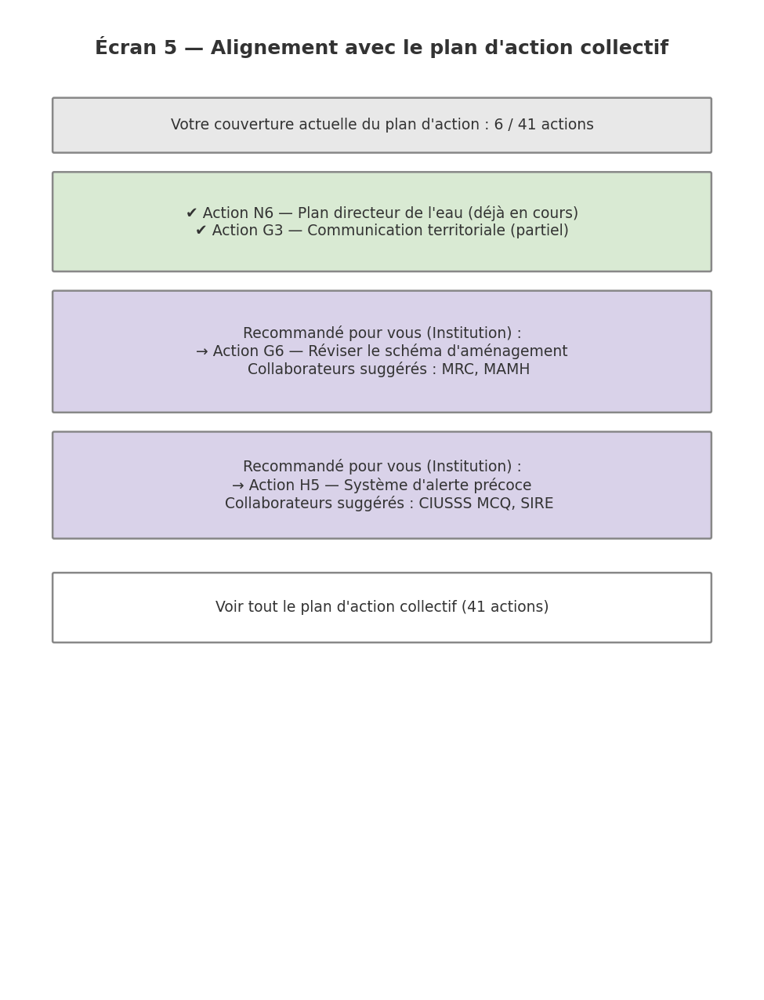 Écran 5 — Alignement avec le plan d'action collectif
Votre couverture actuelle du plan d'action : 6 / 41 actions
✔ Action N6 — Plan directeur de l'eau (déjà en cours)
✔ Action G3 — Communication territoriale (partiel)
Recommandé pour vous (Institution) :
→ Action G6 — Réviser le schéma d'aménagement
Collaborateurs suggérés : MRC, MAMH
Recommandé pour vous (Institution) :
→ Action H5 — Système d'alerte précoce
Collaborateurs suggérés : CIUSSS MCQ, SIRE
Voir tout le plan d'action collectif (41 actions)